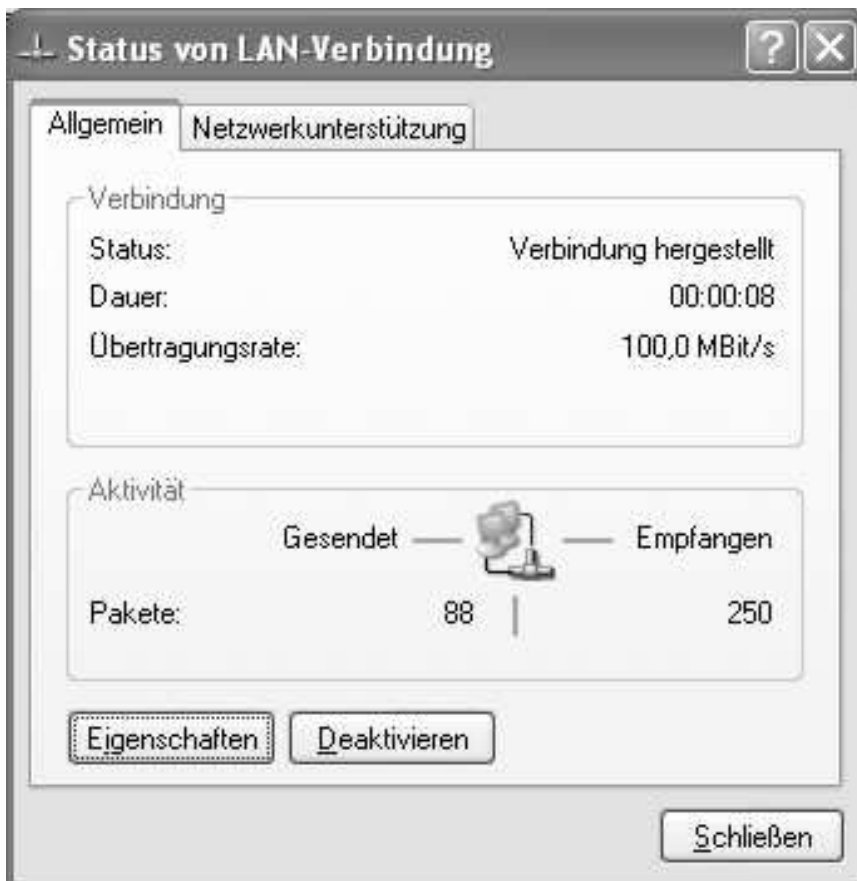 Status von LAN-Verbindung
Allgemein
Netzwerkunterstützung
Verbindung
Status: Verbindung hergestellt
Dauer: 00:00:08
Übertragungsrate: 100,0 MBit/s
Aktivität
Gesendet Empfangen
Pakete: 88 250
Eigenschaften Deaktivieren
Schließen